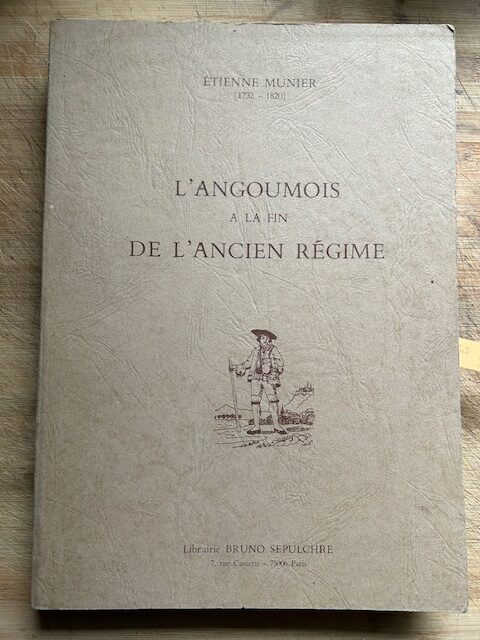 ÉTIENNE MUNIER
(1732 - 1820)
L'ANGOUMOIS
A LA FIN
DE L'ANCIEN RÉGIME
Librairie BRUNO SEPULCHRE
7, rue Cassette - 75006 Paris